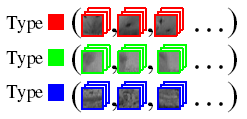 Type (, , , ...)
Type (, , , ...)
Type (, , , ...)